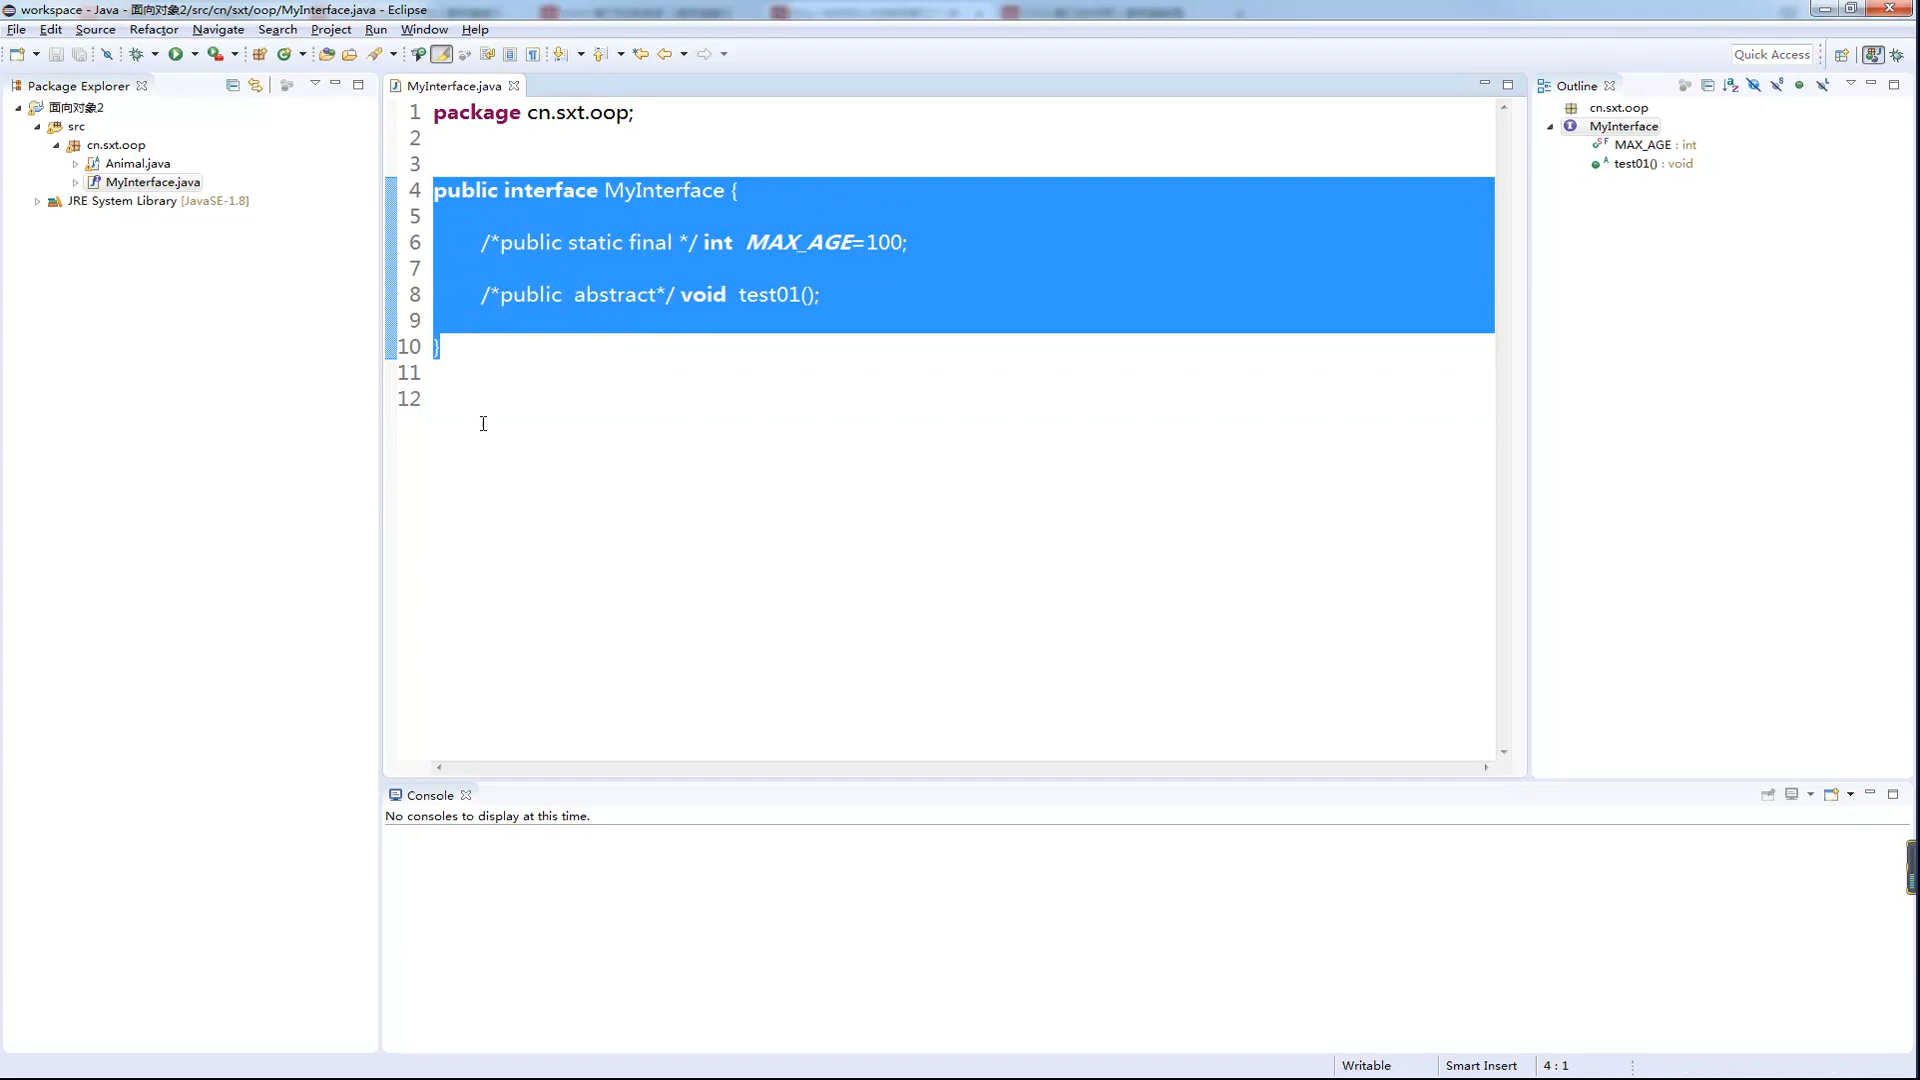 workspace - Java - 面向对象2/src/cn/sxt/oop/MyInterface.java - Eclipse
File Edit Source Refactor Navigate Search Project Run Window Help
Quick Access
Package Explorer
面向对象2
src
cn.sxt.oop
Animal.java
MyInterface.java
JRE System Library [JavaSE-1.8]
MyInterface.java
1 package cn.sxt.oop;
2
3
4 public interface MyInterface {
5
6 /*public static final */ int MAX_AGE=100;
7
8 /*public abstract*/ void test01();
9
10 }
11
12
Outline
cn.sxt.oop
MyInterface
MAX_AGE : int
test01() : void
Console
No consoles to display at this time.
Writable Smart Insert 4 : 1